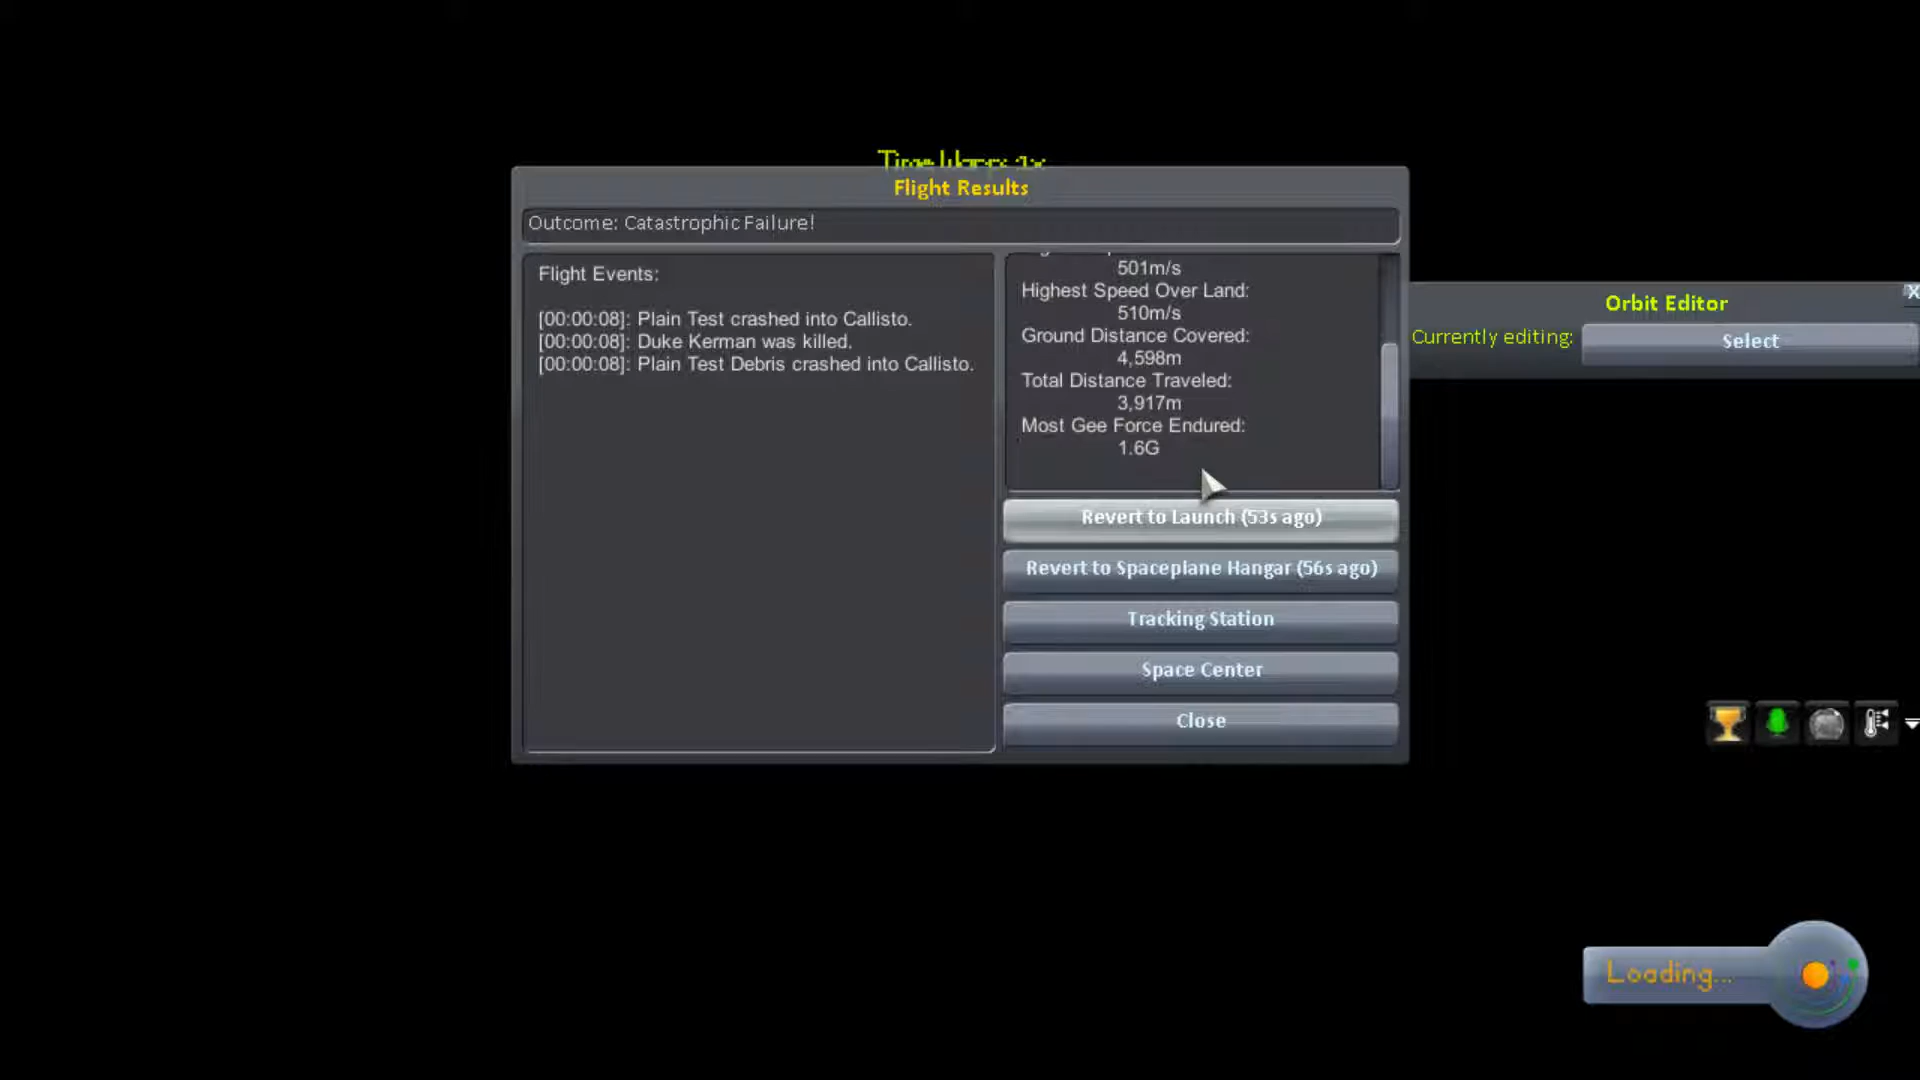 Time Warp: 1x
Flight Results
Outcome: Catastrophic Failure!
Flight Events:
[00:00:08]: Plain Test crashed into Callisto.
[00:00:08]: Duke Kerman was killed.
[00:00:08]: Plain Test Debris crashed into Callisto.
501m/s
Highest Speed Over Land:
510m/s
Ground Distance Covered:
4,598m
Total Distance Traveled:
3,917m
Most Gee Force Endured:
1.6G
Revert to Launch (53s ago)
Revert to Spaceplane Hangar (56s ago)
Tracking Station
Space Center
Close
Orbit Editor
X
Currently editing:
Select
Loading...